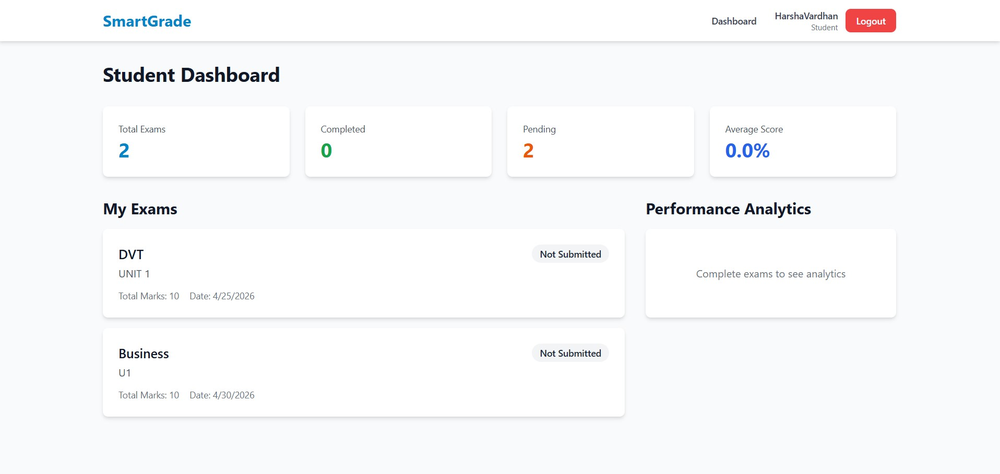 SmartGrade
Dashboard
HarshaVardhan
Student
Logout
Student Dashboard
Total Exams
2
Completed
0
Pending
2
Average Score
0.0%
My Exams
DVT
Not Submitted
UNIT 1
Total Marks: 10 Date: 4/25/2026
Business
Not Submitted
U1
Total Marks: 10 Date: 4/30/2026
Performance Analytics
Complete exams to see analytics